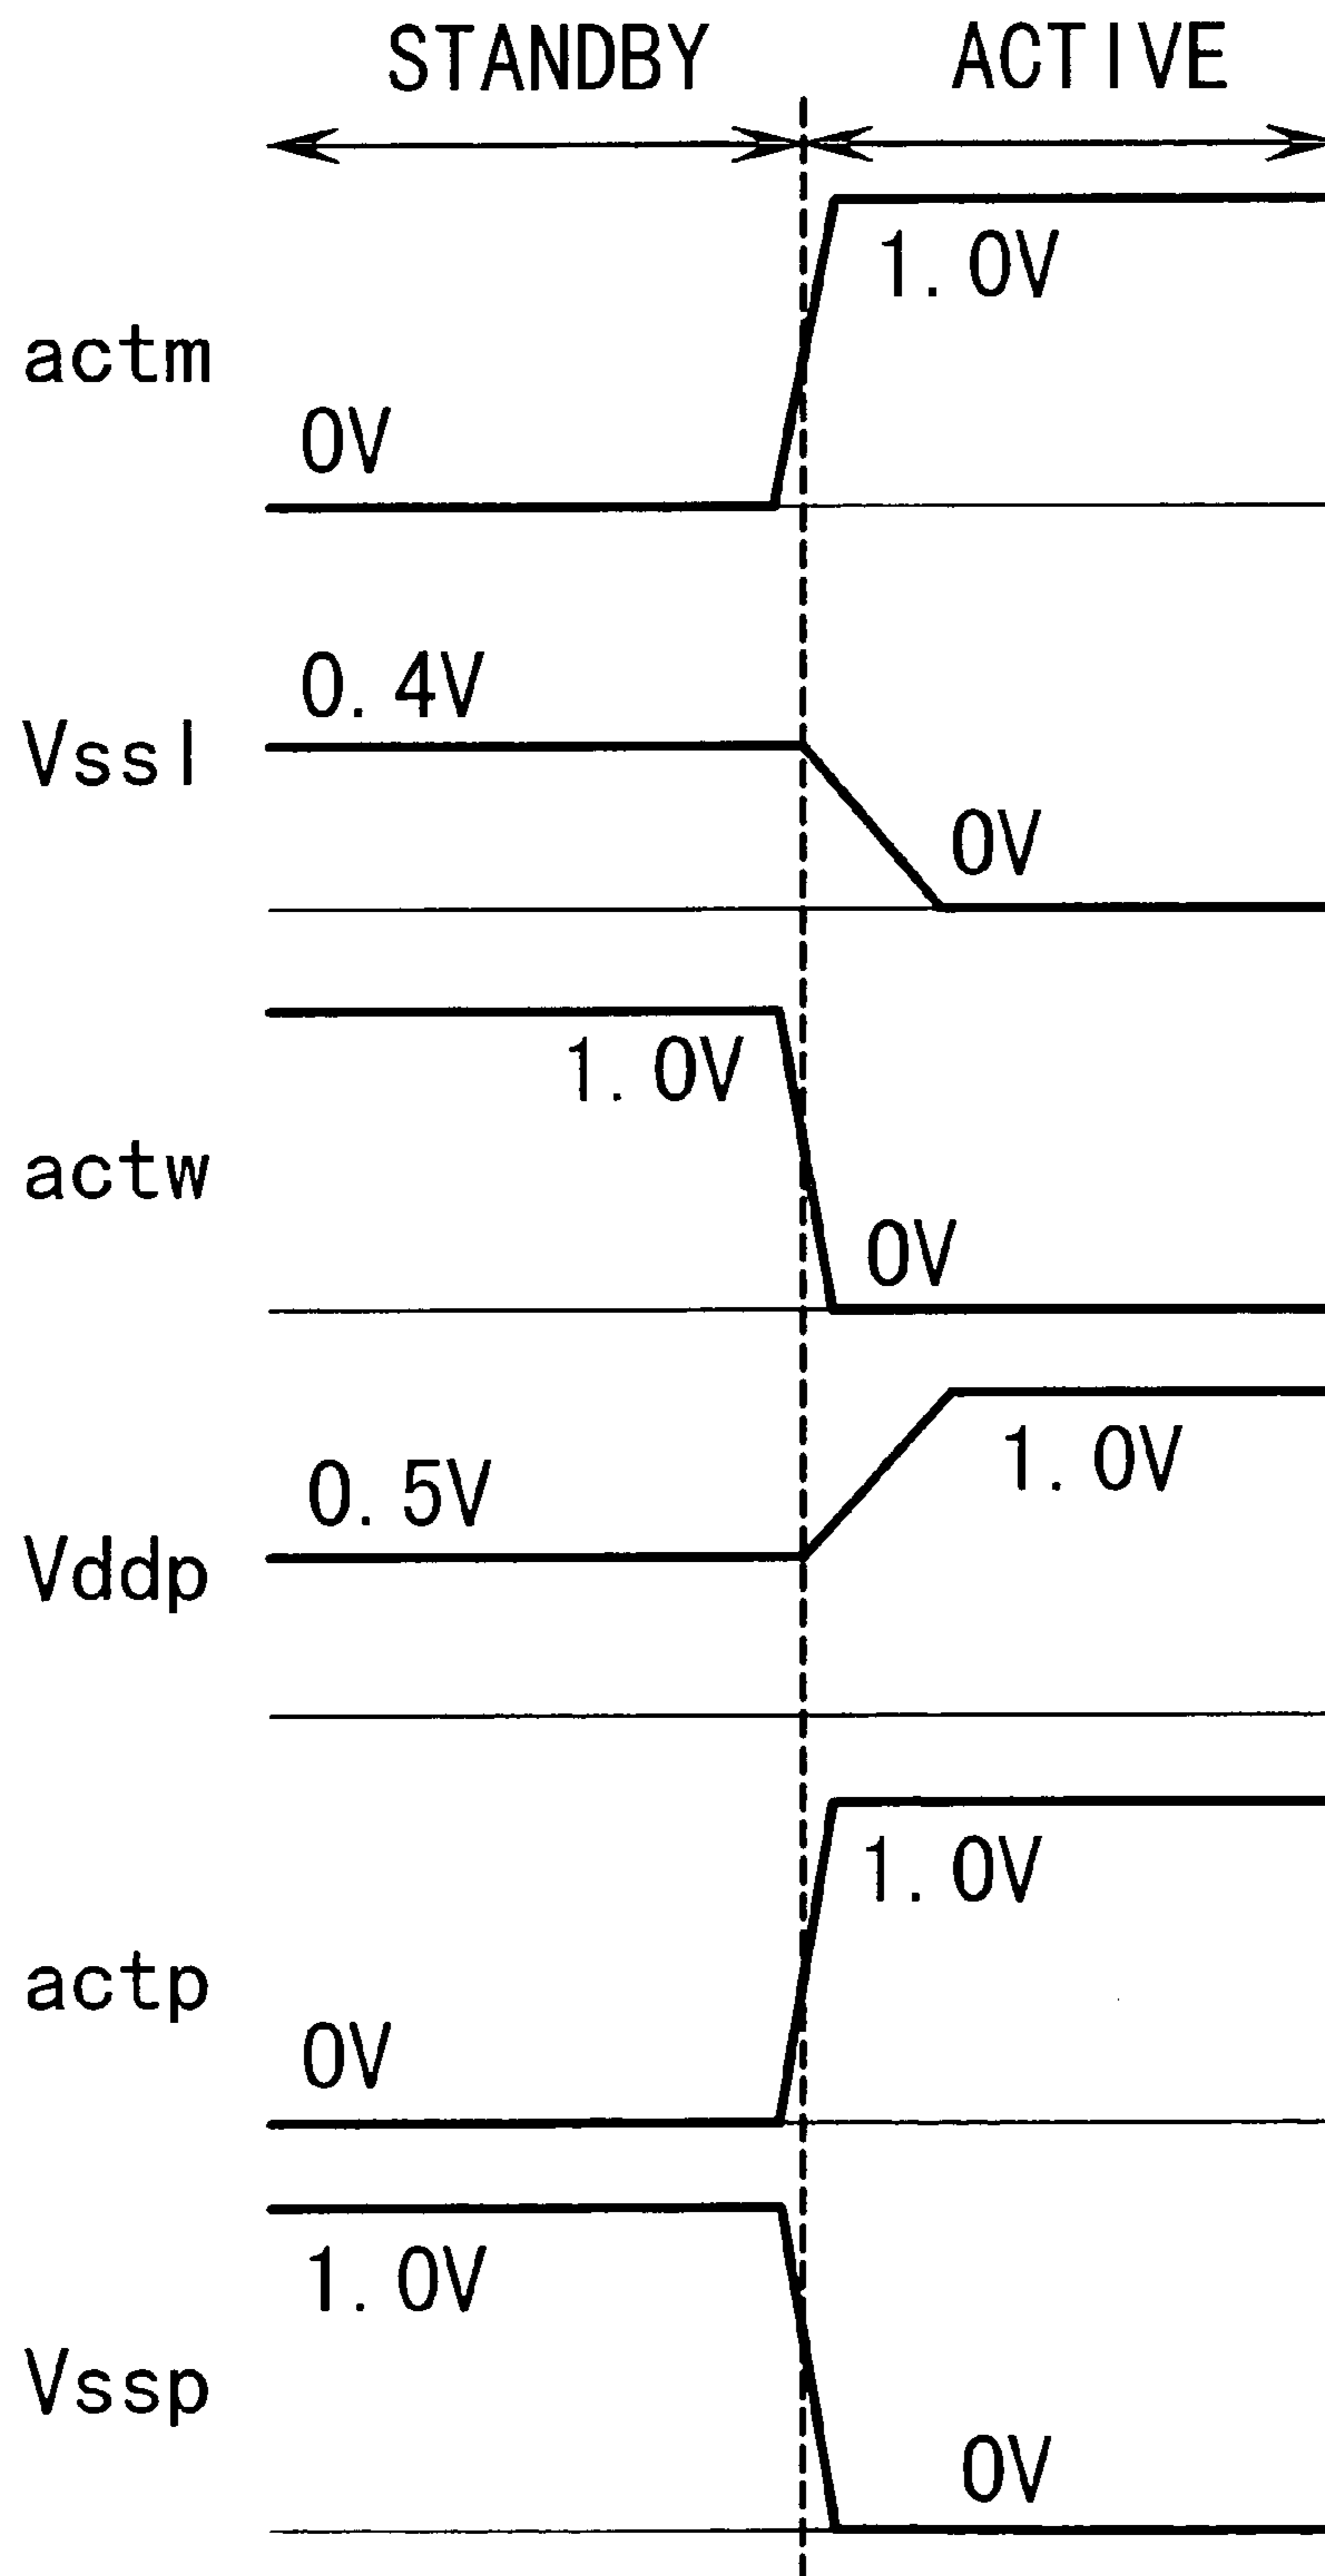 STANDBY ACTIVE
1.0V
actm
0V
0.4V
Vssl
0V
1.0V
actw
0V
1.0V
0.5V
Vddp
1.0V
actp
0V
1.0V
Vssp
0V